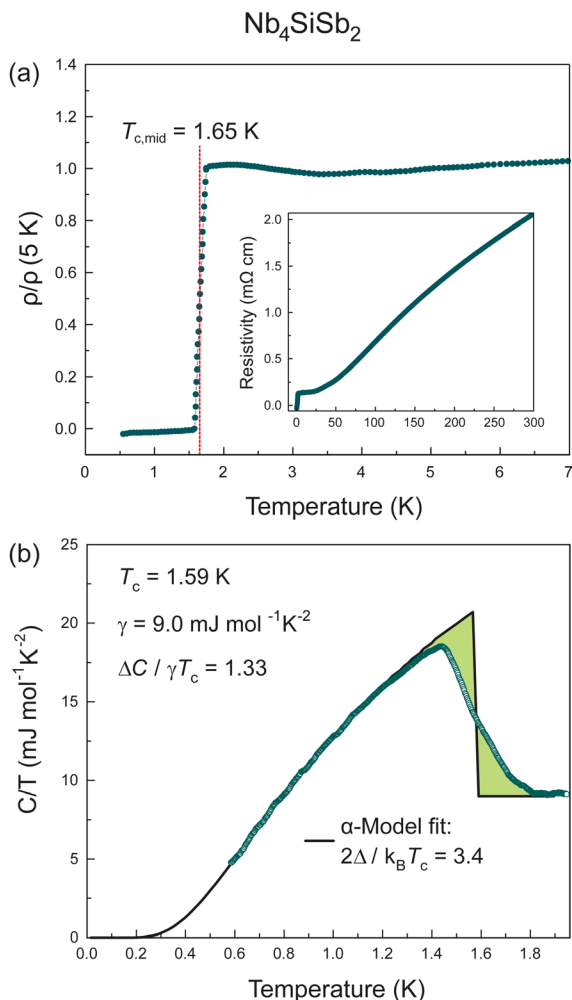 Nb₄SiSb₂
(a)
T_c,mid = 1.65 K
ρ/ρ (5 K)
1.4
1.2
1.0
0.8
0.6
0.4
0.2
0.0
0 1 2 3 4 5 6 7
Temperature (K)
Resistivity (mΩ cm)
2.0
1.5
1.0
0.5
0.0
0 50 100 150 200 250 300
(b)
T_c = 1.59 K
γ = 9.0 mJ mol ⁻¹K⁻²
ΔC / γT_c = 1.33
C/T (mJ mol⁻¹K⁻²)
25
20
15
10
5
0
α-Model fit:
2Δ / k_BT_c = 3.4
0.0 0.2 0.4 0.6 0.8 1.0 1.2 1.4 1.6 1.8
Temperature (K)